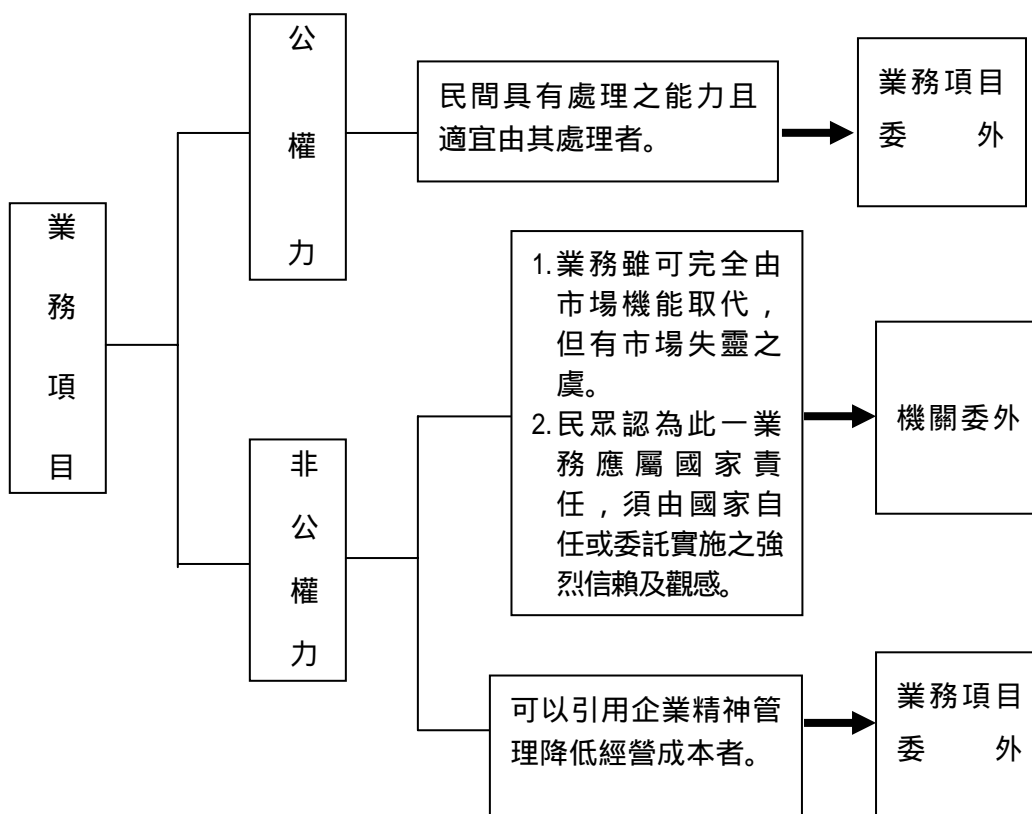 業務項目
公權力
民間具有處理之能力且
適宜由其處理者。
業務項目
委外
非公權力
1.業務雖可完全由
市場機能取代，
但有市場失靈之
虞。
2.民眾認為此一業
務應屬國家責
任，須由國家自
任或委託實施之強
烈信賴及觀感。
機關委外
可以引用企業精神管
理降低經營成本者。
業務項目
委外